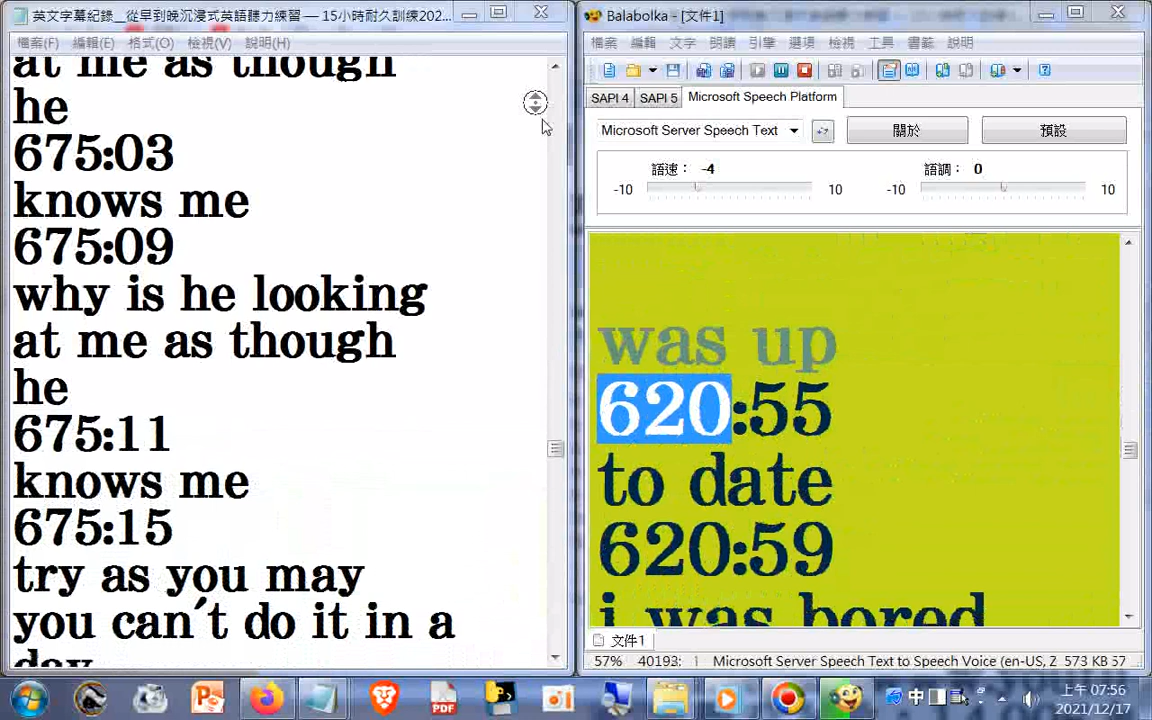 英文字幕紀錄__從早到晚沉浸式英語聽力練習 — 15小時耐久訓練202...
檔案(F) 編輯(E) 格式(O) 檢視(V) 說明(H)
at me as though
he
675:03
knows me
675:09
why is he looking
at me as though
he
675:11
knows me
675:15
try as you may
you can't do it in a
day
Balabolka - [文件1]
檔案 編輯 文字 朗讀 引擎 選項 檢視 工具 書籤 說明
SAPI 4 SAPI 5 Microsoft Speech Platform
Microsoft Server Speech Text 關於 預設
語速: -4 語調: 0
-10 10 -10 10
was up
620:55
to date
620:59
i was bored
文件1
57% 40193: 1 Microsoft Server Speech Text to Speech Voice (en-US, Z 573 KB 57
PDF 中 上午 07:56
2021/12/17